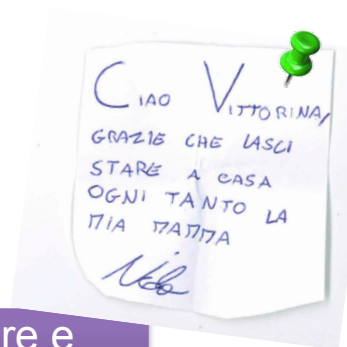 CIAO VITTORINA,
GRAZIE CHE LASCI
STARE A CASA
OGNI TANTO LA
MIA MAMMA
re e